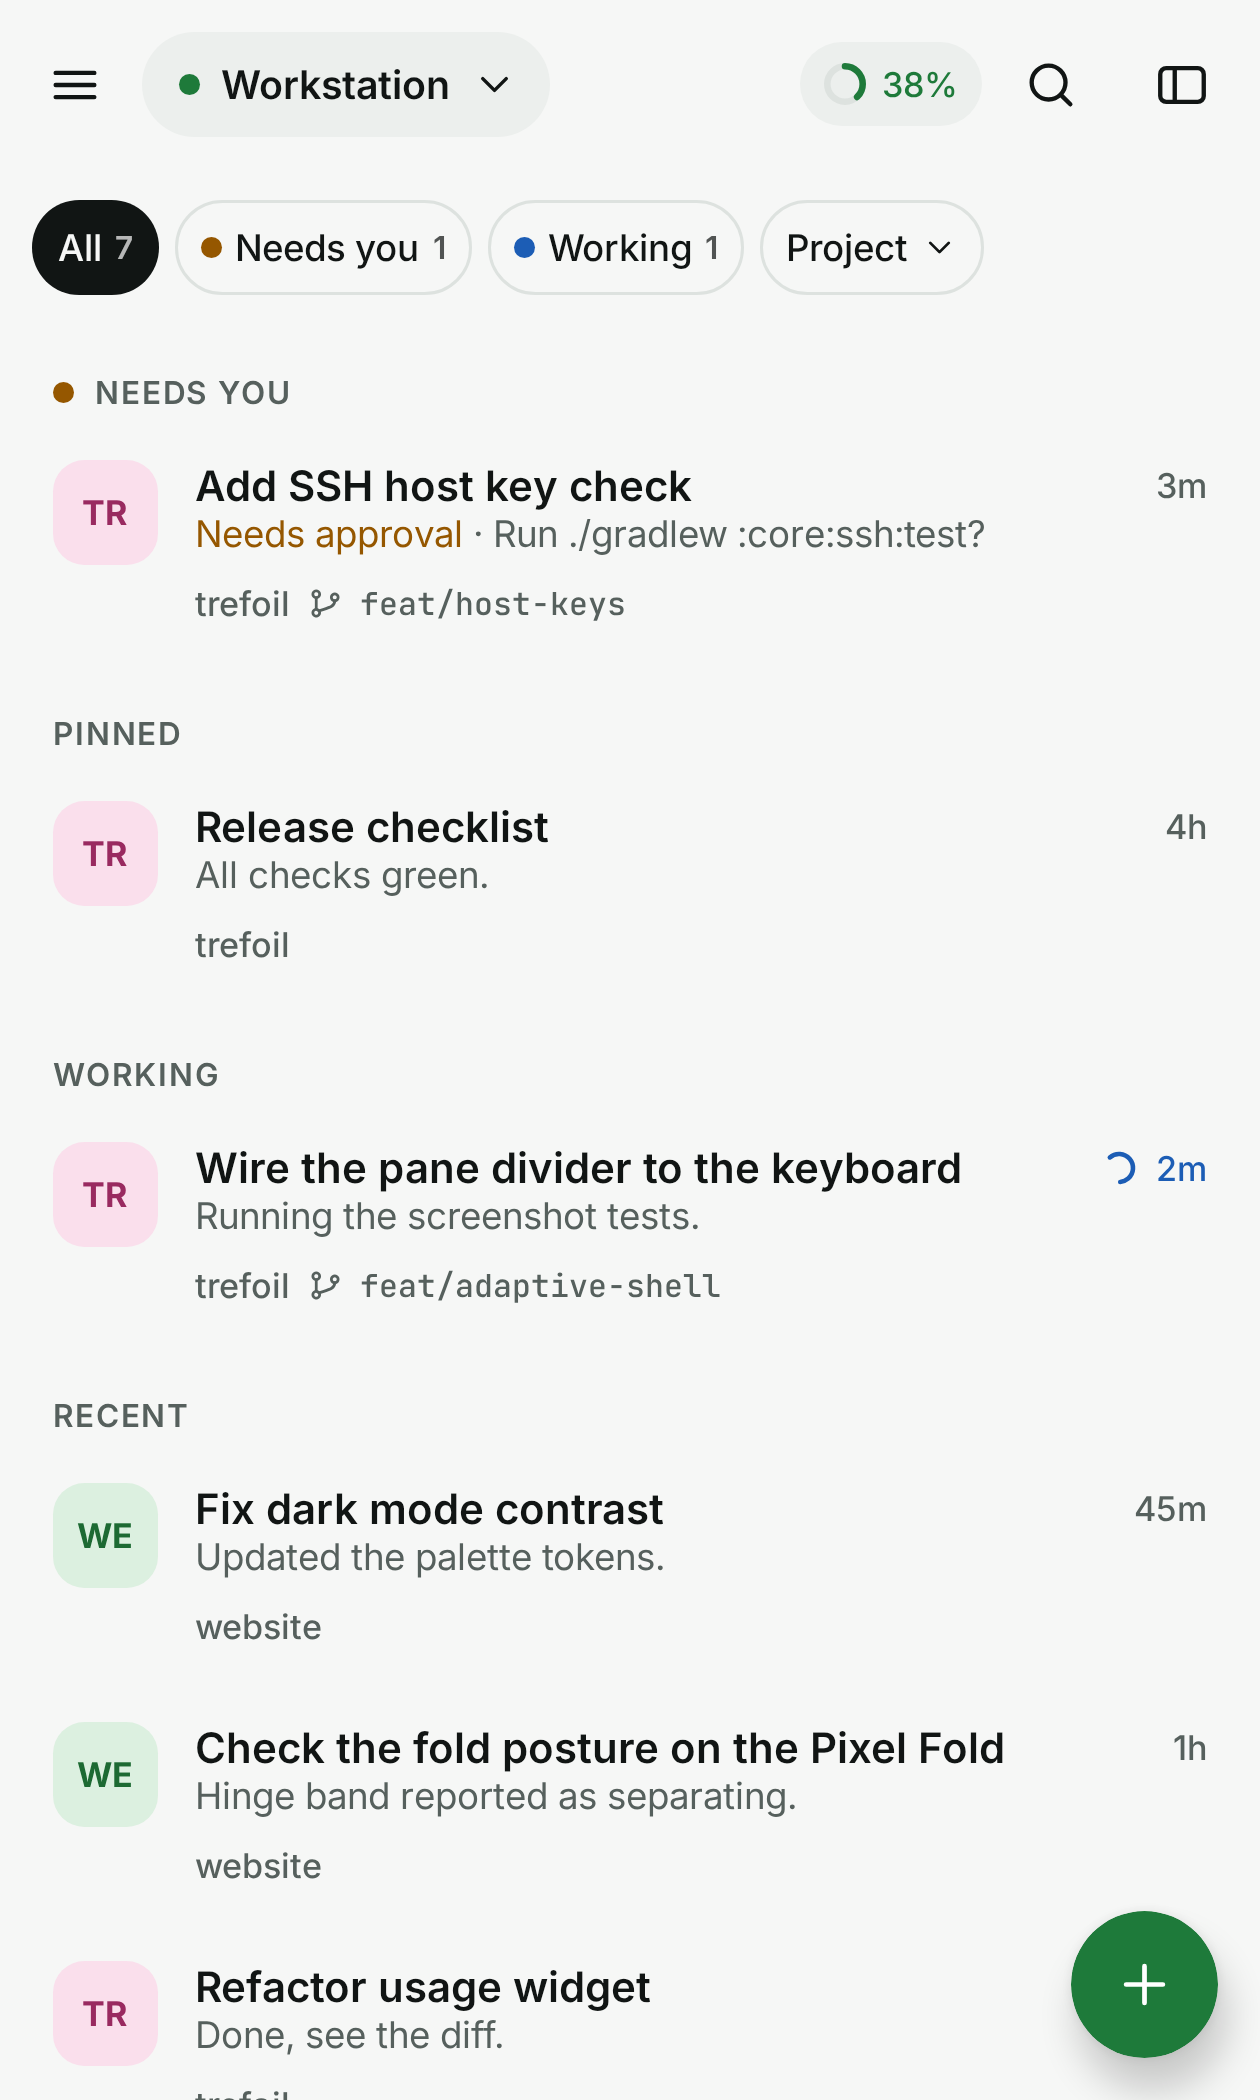 Workstation
38%
All 7
Needs you 1
Working 1
Project
NEEDS YOU
TR
Add SSH host key check
3m
Needs approval · Run ./gradlew :core:ssh:test?
trefoil feat/host-keys
PINNED
TR
Release checklist
4h
All checks green.
trefoil
WORKING
TR
Wire the pane divider to the keyboard
2m
Running the screenshot tests.
trefoil feat/adaptive-shell
RECENT
WE
Fix dark mode contrast
45m
Updated the palette tokens.
website
WE
Check the fold posture on the Pixel Fold
1h
Hinge band reported as separating.
website
TR
Refactor usage widget
Done, see the diff.